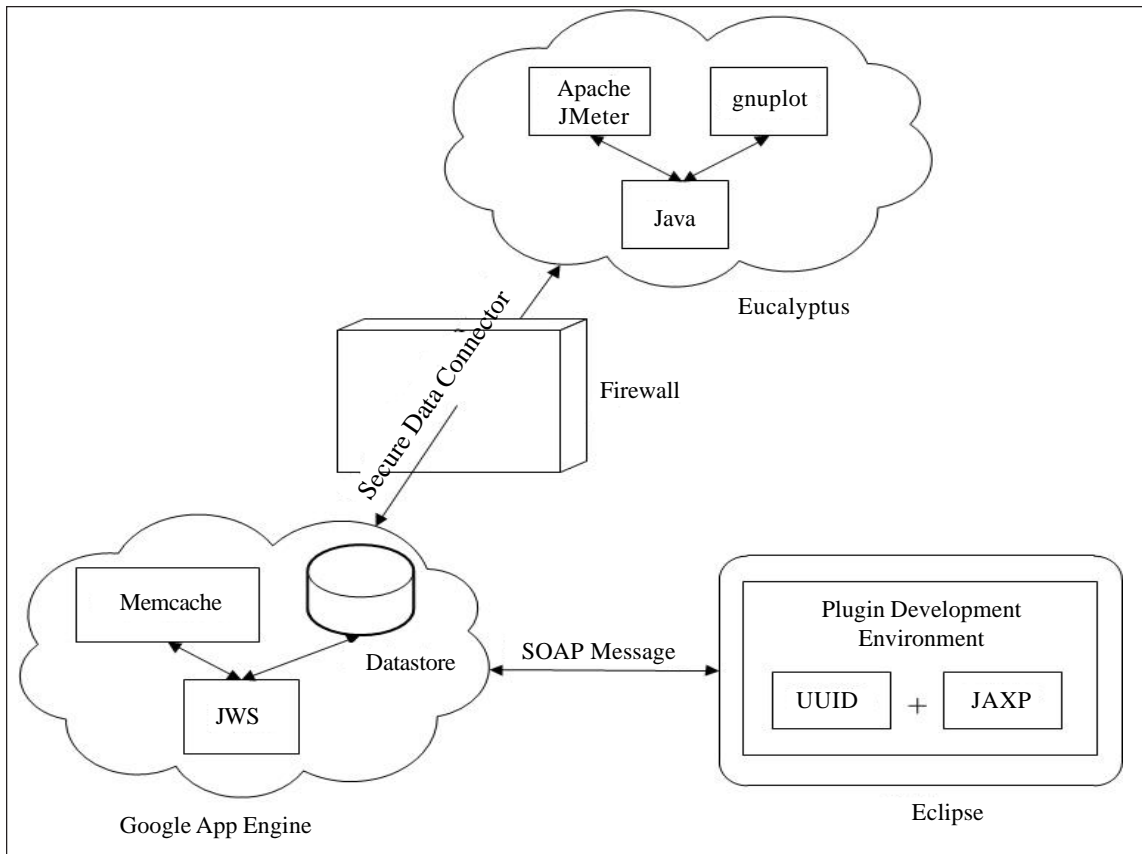 Apache
JMeter
gnuplot
Java
Eucalyptus
Secure Data Connector
Firewall
Memcache
Datastore
JWS
Google App Engine
SOAP Message
Plugin Development
Environment
UUID + JAXP
Eclipse